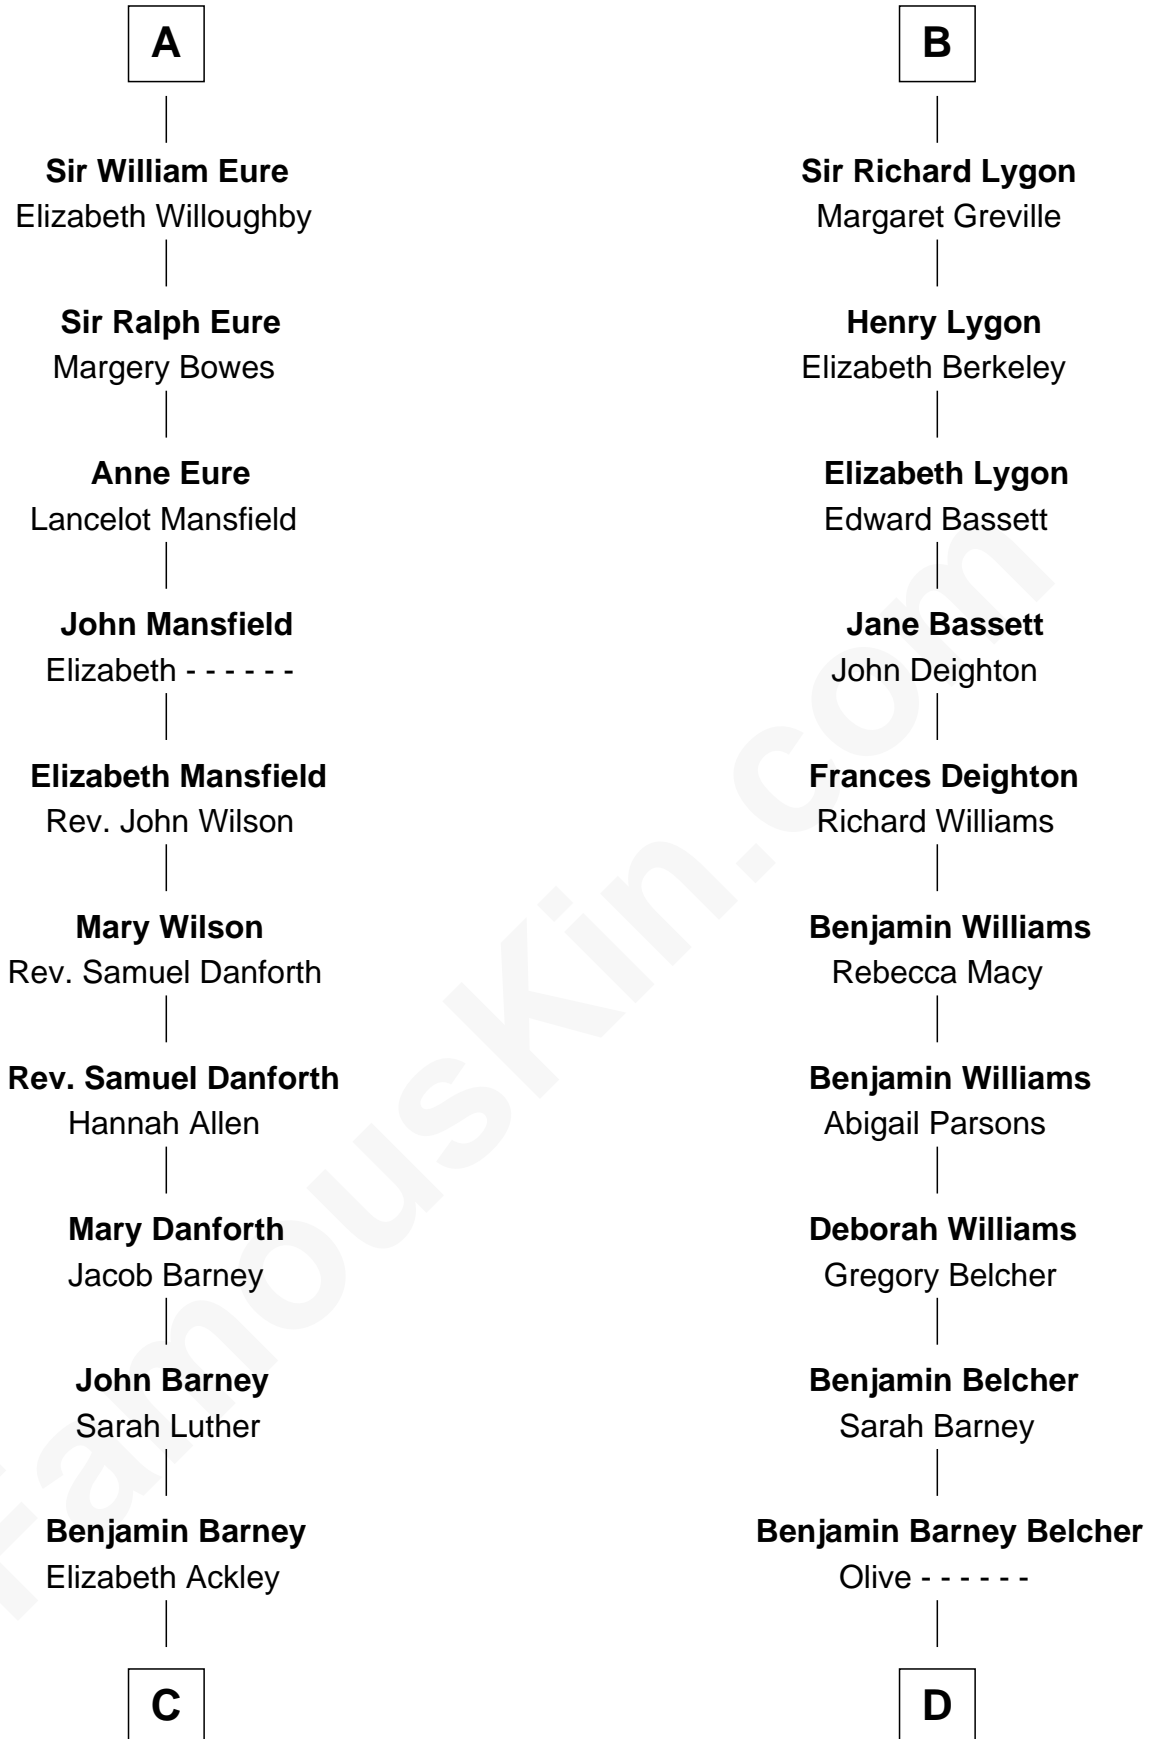 A
Sir William Eure
Elizabeth Willoughby
Sir Ralph Eure
Margery Bowes
Anne Eure
Lancelot Mansfield
John Mansfield
Elizabeth - - - - - -
Elizabeth Mansfield
Rev. John Wilson
Mary Wilson
Rev. Samuel Danforth
Rev. Samuel Danforth
Hannah Allen
Mary Danforth
Jacob Barney
John Barney
Sarah Luther
Benjamin Barney
Elizabeth Ackley
C
B
Sir Richard Lygon
Margaret Greville
Henry Lygon
Elizabeth Berkeley
Elizabeth Lygon
Edward Bassett
Jane Bassett
John Deighton
Frances Deighton
Richard Williams
Benjamin Williams
Rebecca Macy
Benjamin Williams
Abigail Parsons
Deborah Williams
Gregory Belcher
Benjamin Belcher
Sarah Barney
Benjamin Barney Belcher
Olive - - - - - -
D
FamousKin.com